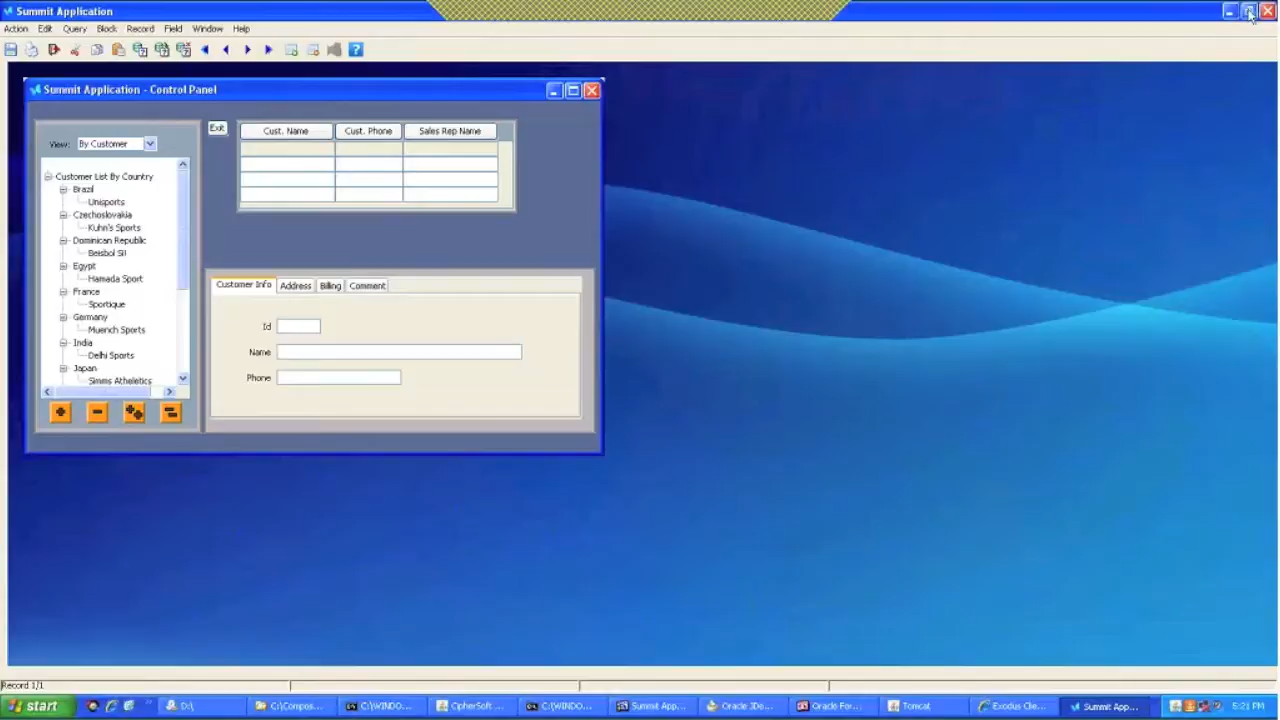 Summit Application
Action Edit Query Block Record Field Window Help
Summit Application - Control Panel
View: By Customer
Exit
Cust. Name Cust. Phone Sales Rep Name
Customer List By Country
Brazil
Unisports
Czechoslovakia
Kuhn's Sports
Dominican Republic
Beisbol Si!
Egypt
Hamada Sport
France
Sportique
Germany
Muench Sports
India
Delhi Sports
Japan
Simms Atheletics
Customer Info Address Billing Comment
Id
Name
Phone
Record 1/1
start D:\ C:\Compos... C:\WINDO... CipherSoft ... C:\WINDO... Summit App... Oracle JDe... Oracle For... Tomcat Exodus Clie... Summit App... 5:21 PM